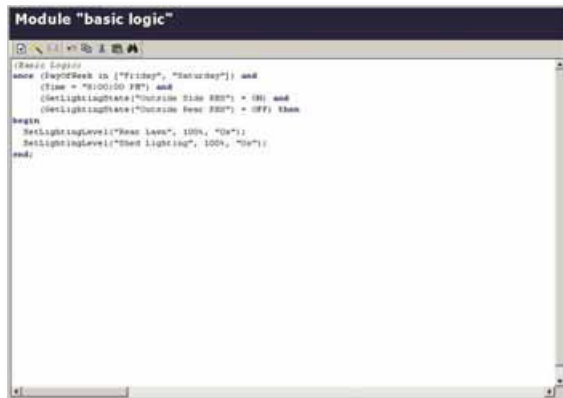 Module "basic logic"
{Basic Logic}
once (DayOfWeek in ["Friday", "Saturday"]) and
(Time = "8:00:00 PM") and
(GetLightingState("Outside Side PRS") = ON) and
(GetLightingState("Outside Rear PRS") = OFF) then
begin
SetLightingLevel("Rear Lawn", 100%, "0s");
SetLightingLevel("Shed Lighting", 100%, "0s");
end;